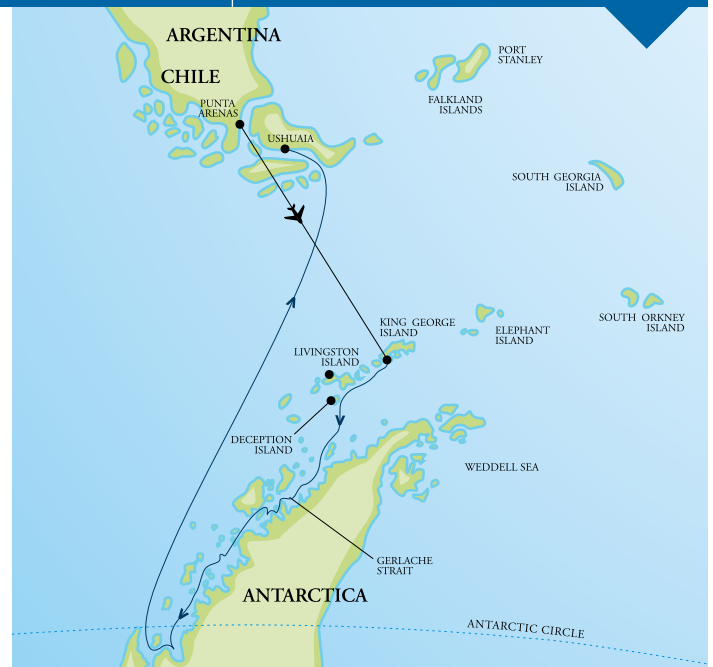 ARGENTINA
CHILE
PUNTA
ARENAS
USHUAIA
PORT
STANLEY
FALKLAND
ISLANDS
SOUTH GEORGIA
ISLAND
SOUTH ORKNEY
ISLAND
ELEPHANT
ISLAND
KING GEORGE
ISLAND
LIVINGSTON
ISLAND
DECEPTION
ISLAND
WEDDELL SEA
GERLACHE
STRAIT
ANTARCTICA
ANTARCTIC CIRCLE